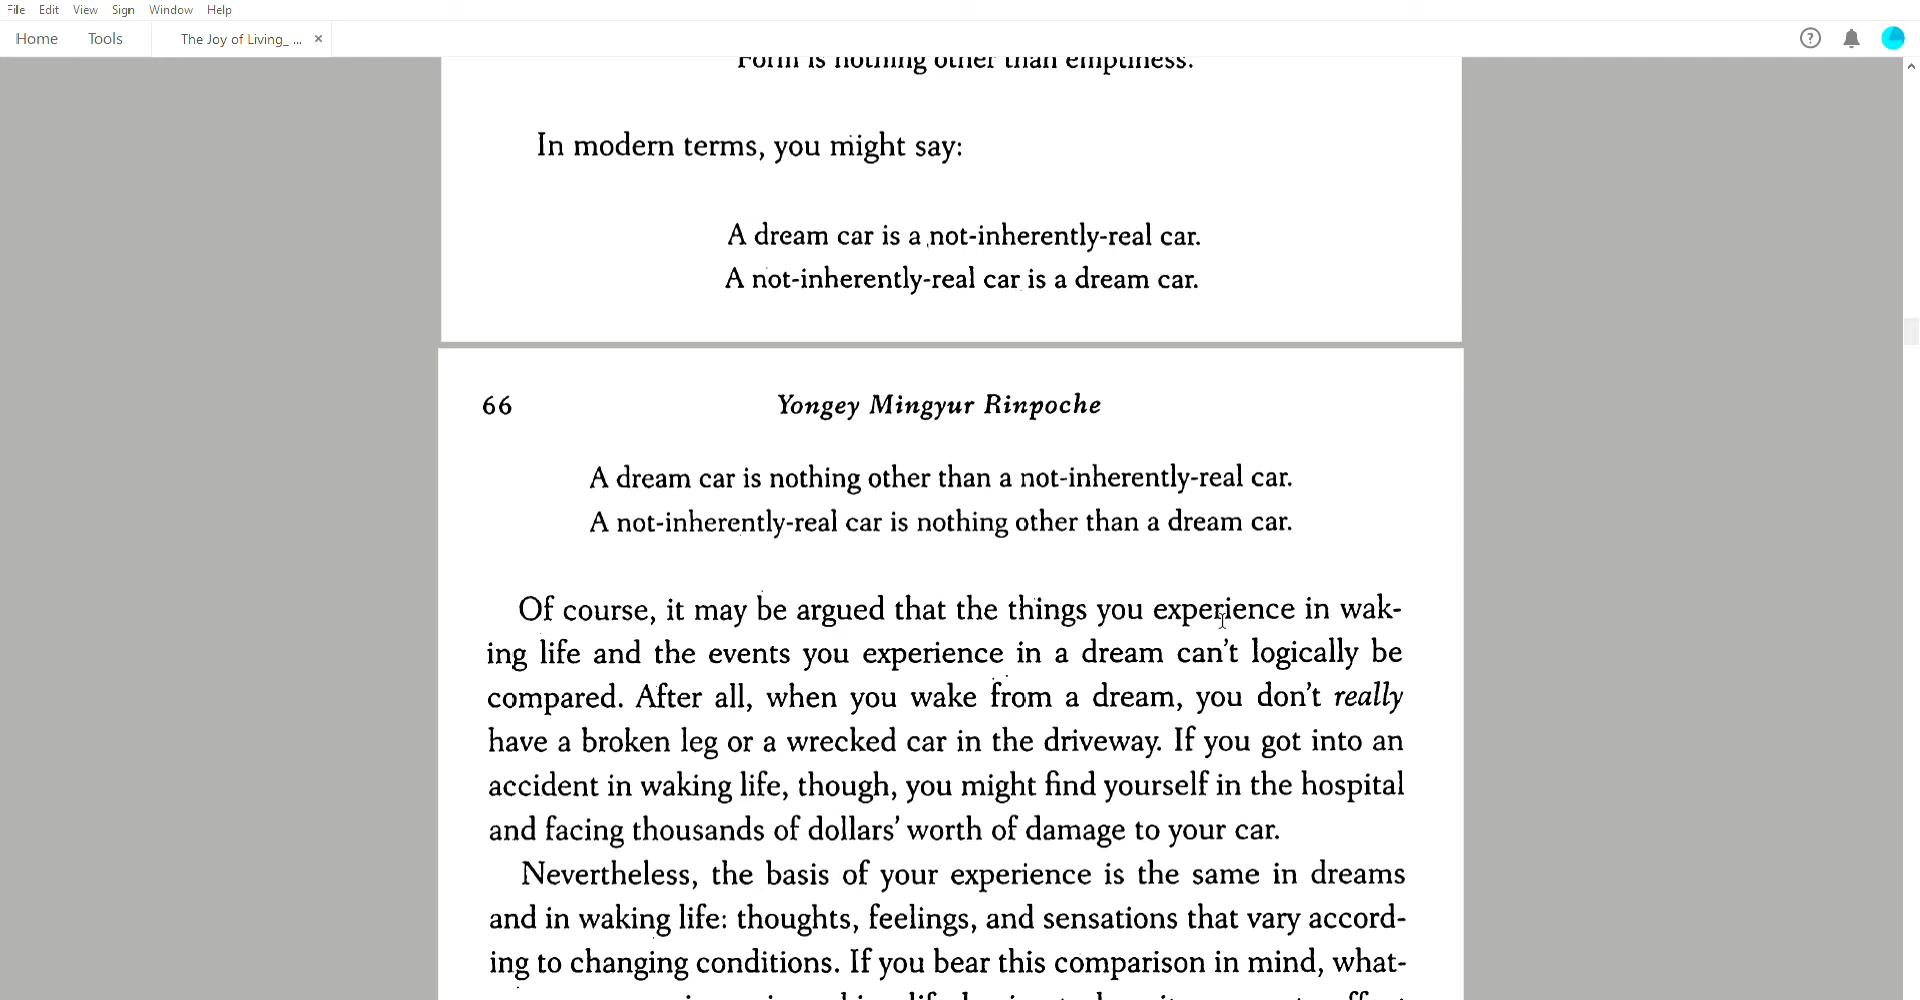 File Edit View Sign Window Help
Home Tools The Joy of Living_ ...
Form is nothing other than emptiness.
In modern terms, you might say:
A dream car is a not-inherently-real car.
A not-inherently-real car is a dream car.
66 Yongey Mingyur Rinpoche
A dream car is nothing other than a not-inherently-real car.
A not-inherently-real car is nothing other than a dream car.
Of course, it may be argued that the things you experience in wak-
ing life and the events you experience in a dream can't logically be
compared. After all, when you wake from a dream, you don't really
have a broken leg or a wrecked car in the driveway. If you got into an
accident in waking life, though, you might find yourself in the hospital
and facing thousands of dollars' worth of damage to your car.
Nevertheless, the basis of your experience is the same in dreams
and in waking life: thoughts, feelings, and sensations that vary accord-
ing to changing conditions. If you bear this comparison in mind, what-